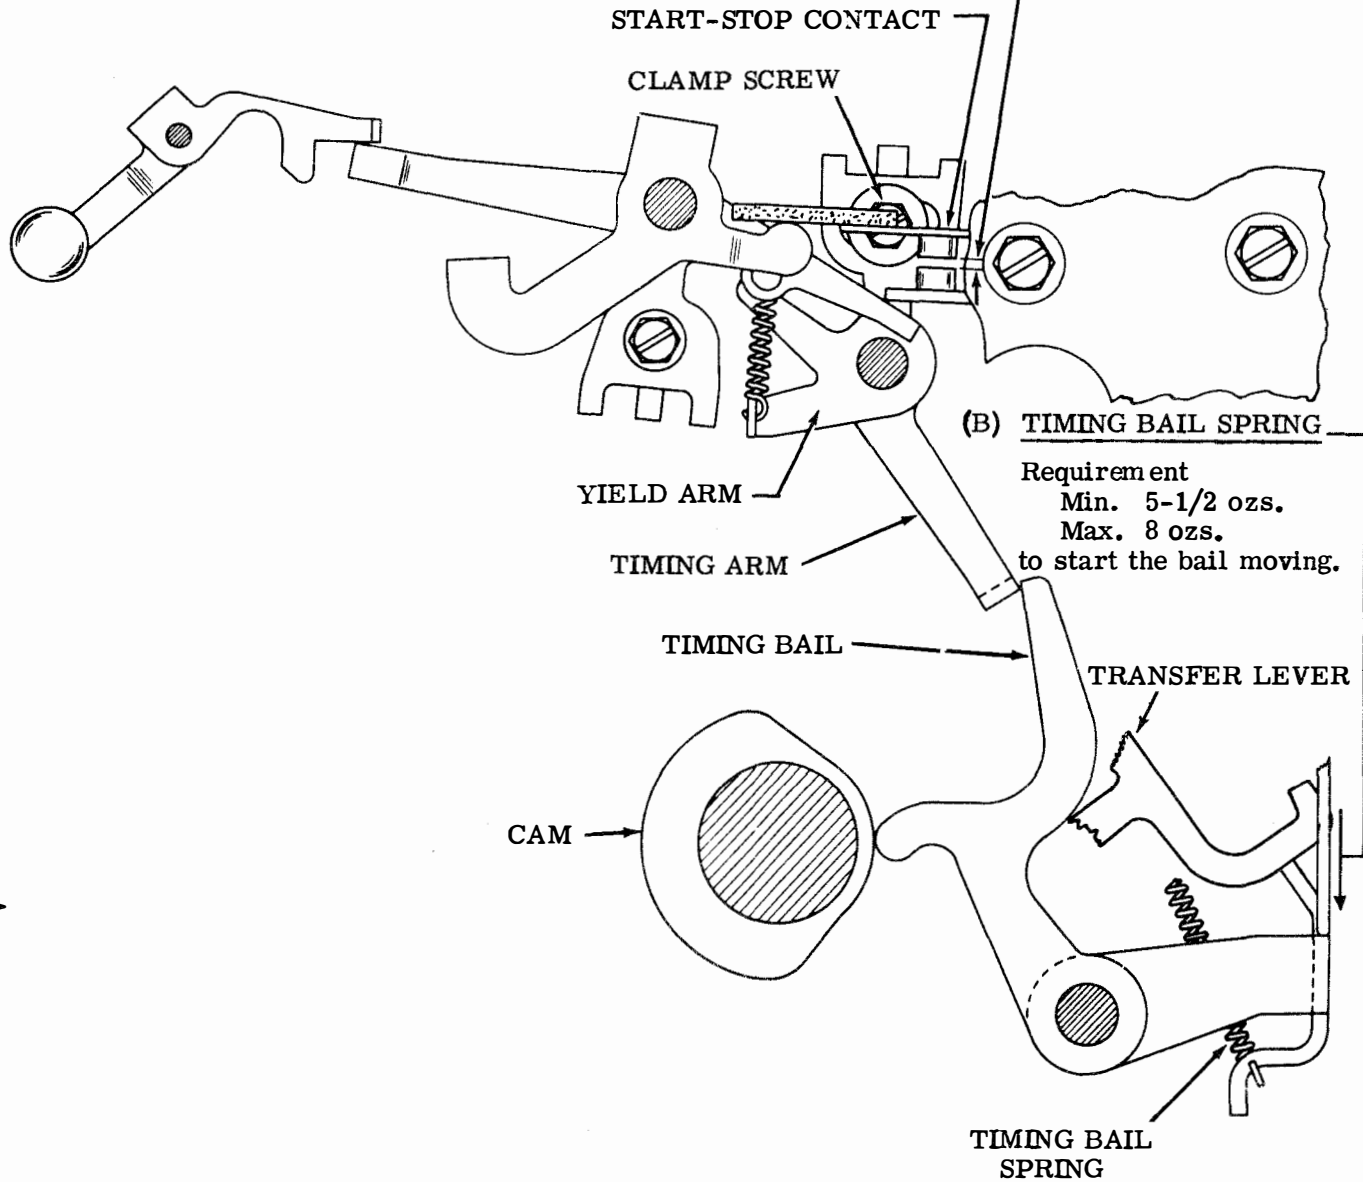 START-STOP CONTACT
CLAMP SCREW
(B) TIMING BAIL SPRING
Requirement
Min. 5-1/2 ozs.
Max. 8 ozs.
to start the bail moving.
YIELD ARM
TIMING ARM
TIMING BAIL
TRANSFER LEVER
CAM
TIMING BAIL
SPRING